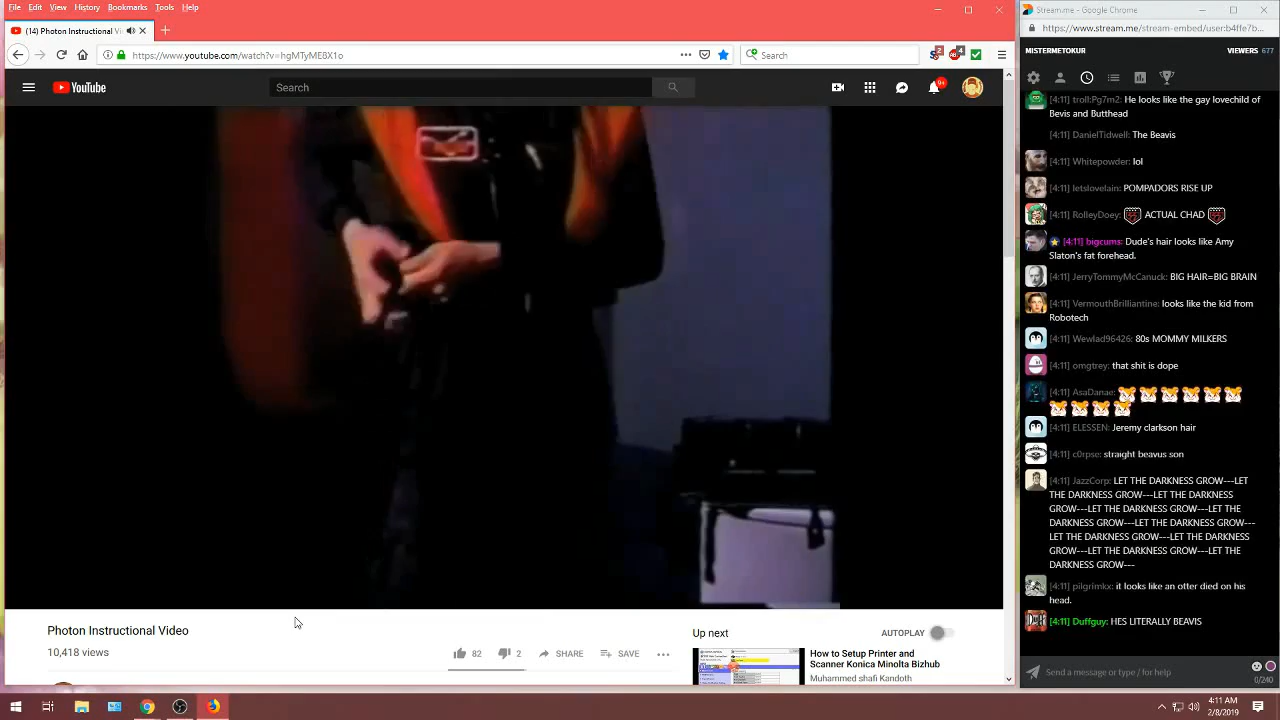 File Edit View History Bookmarks Tools Help
(14) Photon Instructional Vi
https://www.youtube.com/watch?v=hgMTyME8X1o
Search
YouTube
Search
9+
Photon Instructional Video
10,418 views
82 2 SHARE SAVE
Up next AUTOPLAY
How to Setup Printer and
Scanner Konica Minolta Bizhub
Muhammed shafi Kandoth
Stream.me - Google Chrome
https://www.stream.me/stream-embed/user:b4ffe7b...
MISTERMETOKUR VIEWERS 677
[4:11] troll:Pg7m2: He looks like the gay lovechild of
Bevis and Butthead
[4:11] DanielTidwell: The Beavis
[4:11] Whitepowder: lol
[4:11] letslovelain: POMPADORS RISE UP
[4:11] RolleyDoey: ACTUAL CHAD
[4:11] bigcums: Dude's hair looks like Amy
Slaton's fat forehead.
[4:11] JerryTommyMcCanuck: BIG HAIR=BIG BRAIN
[4:11] VermouthBrilliantine: looks like the kid from
Robotech
[4:11] Wewlad96426: 80s MOMMY MILKERS
[4:11] omgtrey: that shit is dope
[4:11] AsaDanae:
[4:11] ELESSEN: Jeremy clarkson hair
[4:11] c0rpse: straight beavus son
[4:11] JazzCorp: LET THE DARKNESS GROW---LET
THE DARKNESS GROW---LET THE DARKNESS
GROW---LET THE DARKNESS GROW---LET THE
DARKNESS GROW---LET THE DARKNESS GROW---
LET THE DARKNESS GROW---LET THE DARKNESS
GROW---LET THE DARKNESS GROW---LET THE
DARKNESS GROW---
[4:11] pilgrimkx: it looks like an otter died on his
head.
[4:11] Duffguy: HES LITERALLY BEAVIS
Send a message or type / for help
0/240
4:11 AM
2/8/2019